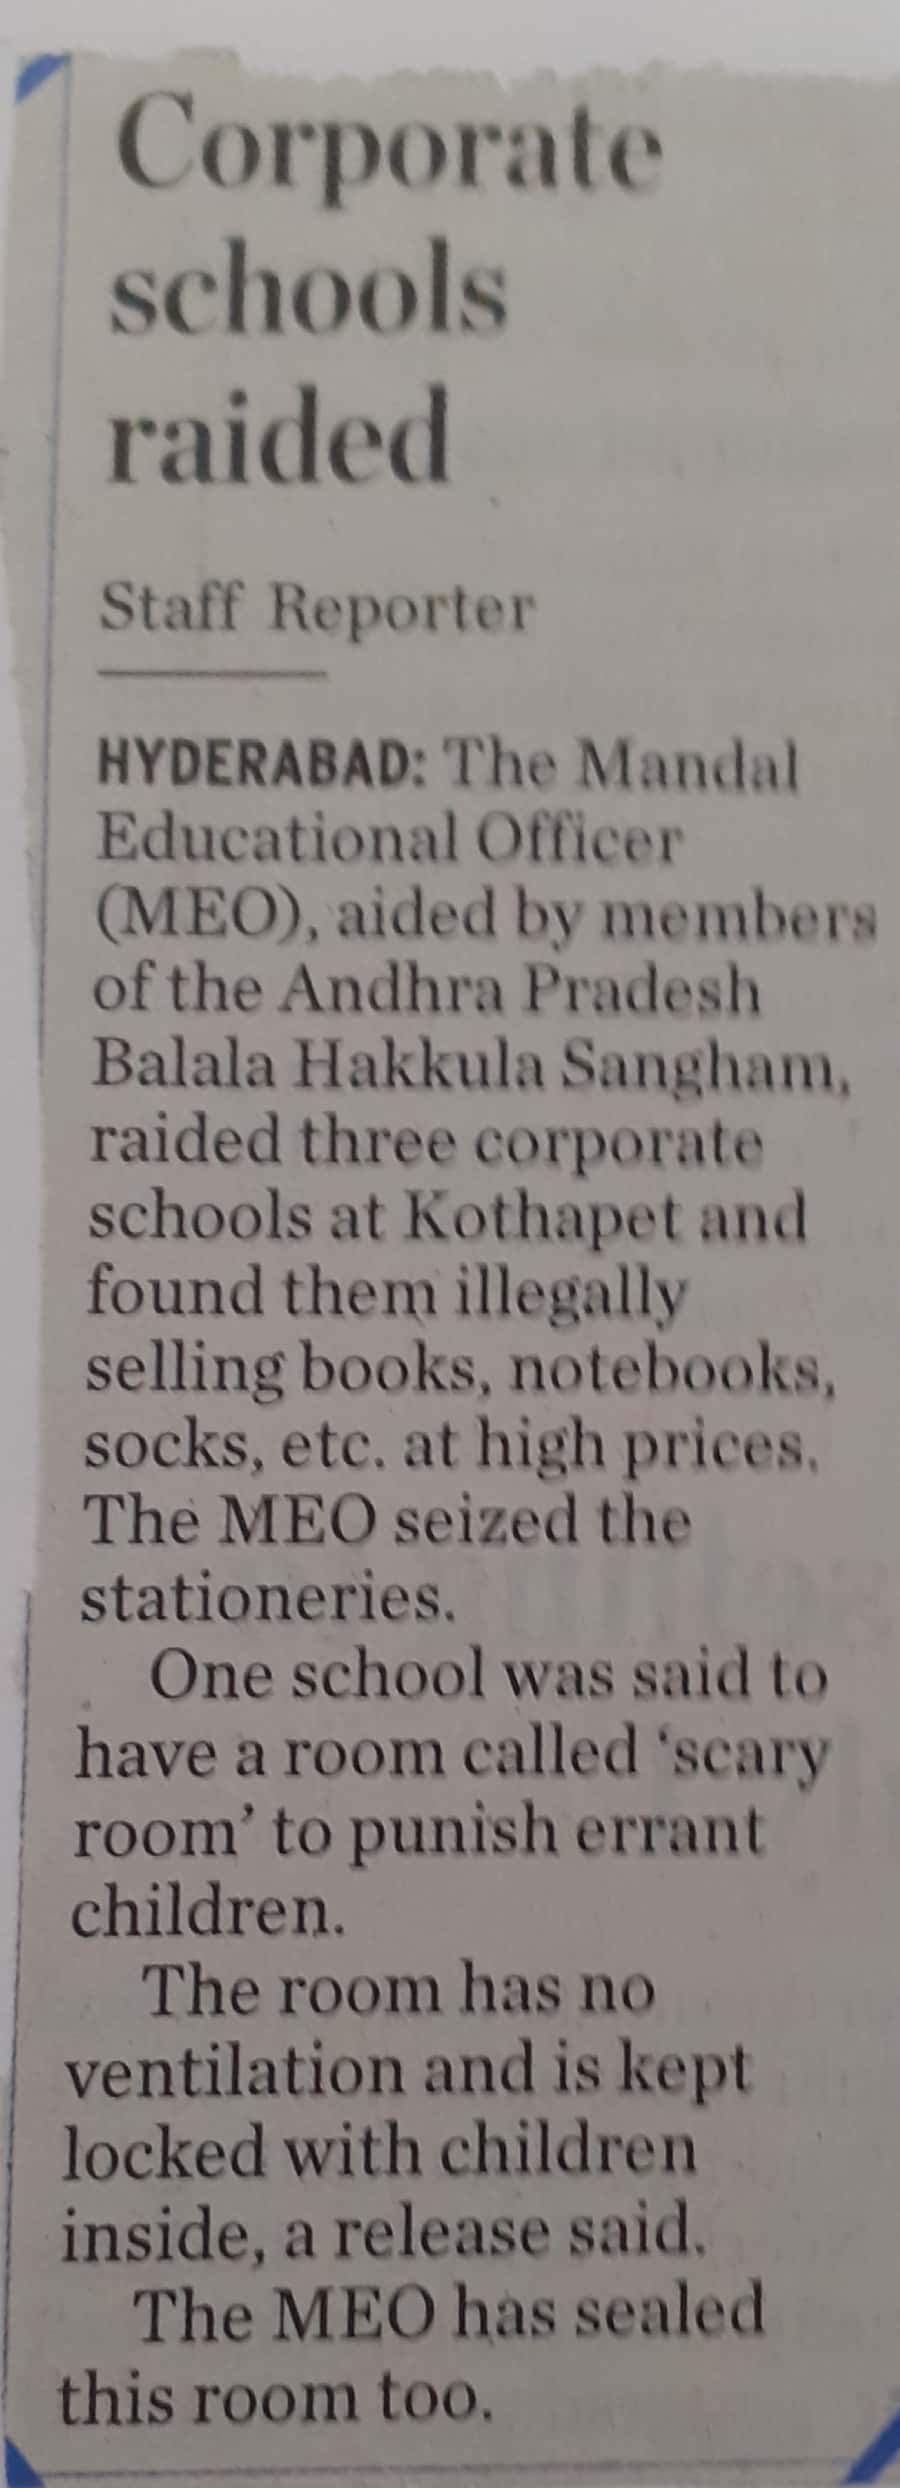 Corporate
schools
raided
Staff Reporter
HYDERABAD: The Mandal
Educational Officer
(MEO), aided by members
of the Andhra Pradesh
Balala Hakkula Sangham,
raided three corporate
schools at Kothapet and
found them illegally
selling books, notebooks,
socks, etc. at high prices.
The MEO seized the
stationeries.
One school was said to
have a room called ‘scary
room’ to punish errant
children.
The room has no
ventilation and is kept
locked with children
inside, a release said.
The MEO has sealed
this room too.